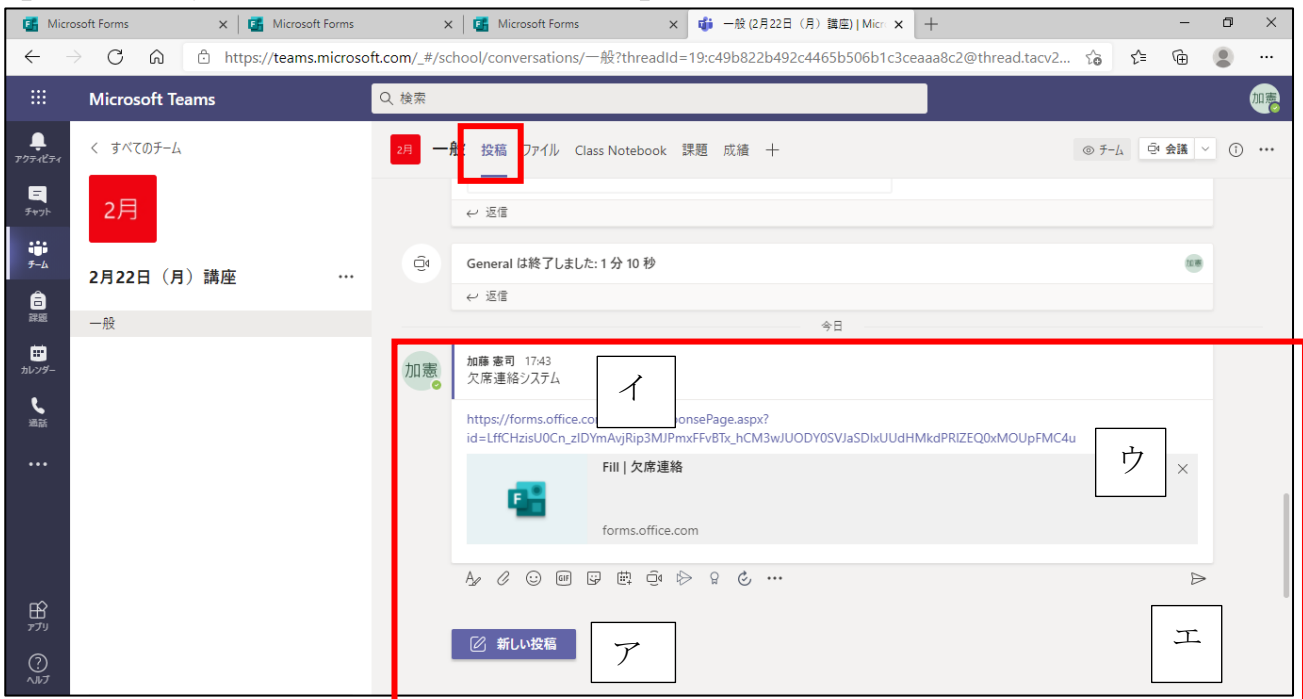 Microsoft Forms
Microsoft Forms
Microsoft Forms
一般 (2月22日（月）講座) | Micr
https://teams.microsoft.com/_#/school/conversations/一般?threadId=19:c49b822b492c4465b506b1c3ceaaa8c2@thread.tacv2...
Microsoft Teams
検索
加憲
アクティビティ
チャット
チーム
課題
カレンダー
通話
アプリ
ヘルプ
すべてのチーム
2月
2月22日（月）講座
一般
2月 一般 投稿 ファイル Class Notebook 課題 成績
チーム
会議
返信
General は終了しました: 1 分 10 秒
加憲
返信
今日
加憲
加藤 憲司 17:43
欠席連絡システム
イ
https://forms.office.co onsePage.aspx?
id=LffCHzisU0Cn_zIDYmAvjRip3MJPmxFFvBTx_hCM3wJUODY0SVJaSDIxUUdHMkdPRlZEQ0xMOUpFMC4u
ウ
Fill | 欠席連絡
forms.office.com
GIF
新しい投稿
ア
エ